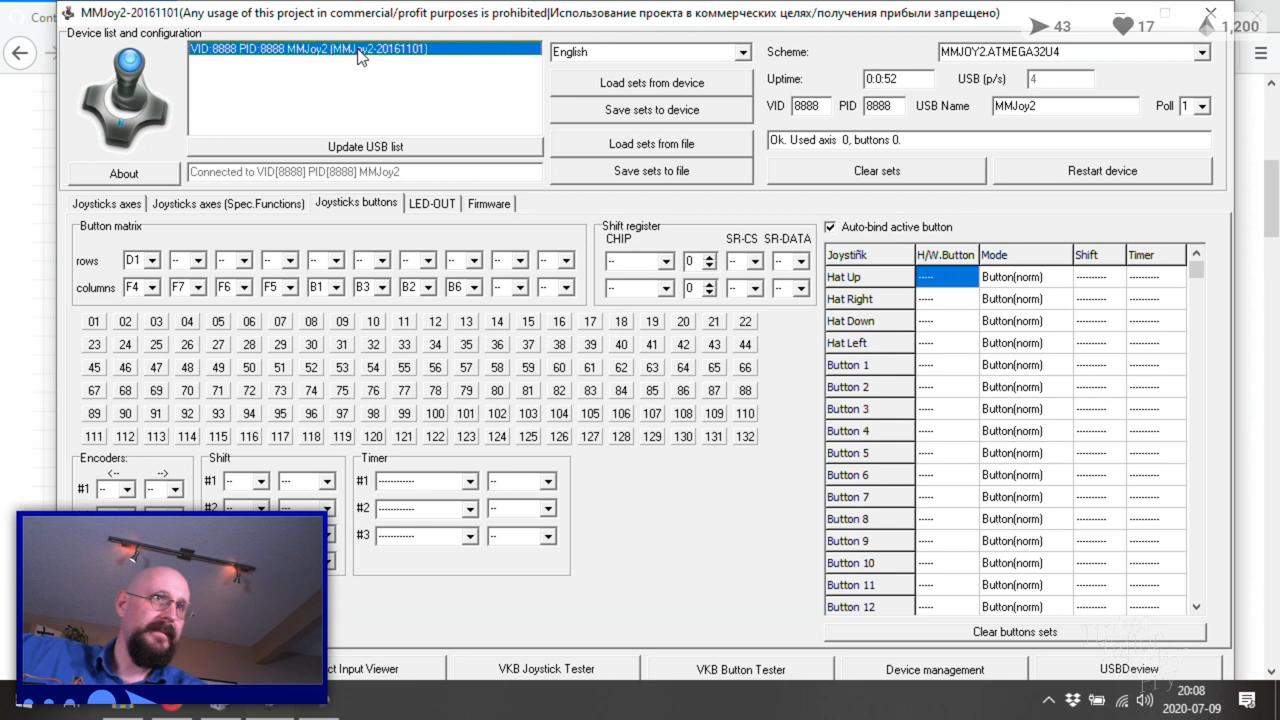 MMJoy2-20161101(Any usage of this project in commercial/profit purposes is prohibited|Использование проекта в коммерческих целях/получения прибыли запрещено)
43 17 1,200
Device list and configuration
VID:8888 PID:8888 MMJoy2 (MMJoy2-20161101)
English
Scheme: MMJOY2.ATMEGA32U4
Load sets from device
Uptime: 0:0:52 USB (p/s) 4
Save sets to device
VID 8888 PID 8888 USB Name MMJoy2 Poll 1
Update USB list
Load sets from file
Ok. Used axis 0, buttons 0.
About
Connected to VID[8888] PID[8888] MMJoy2
Save sets to file
Clear sets
Restart device
Joysticks axes Joysticks axes (Spec.Functions) Joysticks buttons LED-OUT Firmware
Button matrix
rows D1 -- -- -- -- -- -- -- -- --
columns F4 F7 F6 F5 B1 B3 B2 B6 -- --
Shift register
CHIP SR-CS SR-DATA
-- 0 -- --
-- 0 -- --
01 02 03 04 05 06 07 08 09 10 11 12 13 14 15 16 17 18 19 20 21 22
23 24 25 26 27 28 29 30 31 32 33 34 35 36 37 38 39 40 41 42 43 44
45 46 47 48 49 50 51 52 53 54 55 56 57 58 59 60 61 62 63 64 65 66
67 68 69 70 71 72 73 74 75 76 77 78 79 80 81 82 83 84 85 86 87 88
89 90 91 92 93 94 95 96 97 98 99 100 101 102 103 104 105 106 107 108 109 110
111 112 113 114 115 116 117 118 119 120 121 122 123 124 125 126 127 128 129 130 131 132
Encoders:
<-- -->
#1 -- --
Shift
#1 -- ---
#2 -- ---
Timer
#1 ----------- --
#2 ----------- --
#3 ----------- --
Auto-bind active button
H/W.Button Mode Shift Timer
Hat Up ----- Button(norm) --------- ---------
Hat Right ----- Button(norm) --------- ---------
Hat Down ----- Button(norm) --------- ---------
Hat Left ----- Button(norm) --------- ---------
Button 1 ----- Button(norm) --------- ---------
Button 2 ----- Button(norm) --------- ---------
Button 3 ----- Button(norm) --------- ---------
Button 4 ----- Button(norm) --------- ---------
Button 5 ----- Button(norm) --------- ---------
Button 6 ----- Button(norm) --------- ---------
Button 7 ----- Button(norm) --------- ---------
Button 8 ----- Button(norm) --------- ---------
Button 9 ----- Button(norm) --------- ---------
Button 10 ----- Button(norm) --------- ---------
Button 11 ----- Button(norm) --------- ---------
Button 12 ----- Button(norm) --------- ---------
Clear buttons sets
Input Viewer
VKB Joystick Tester
VKB Button Tester
Device management
USBDeview
20:08
2020-07-09